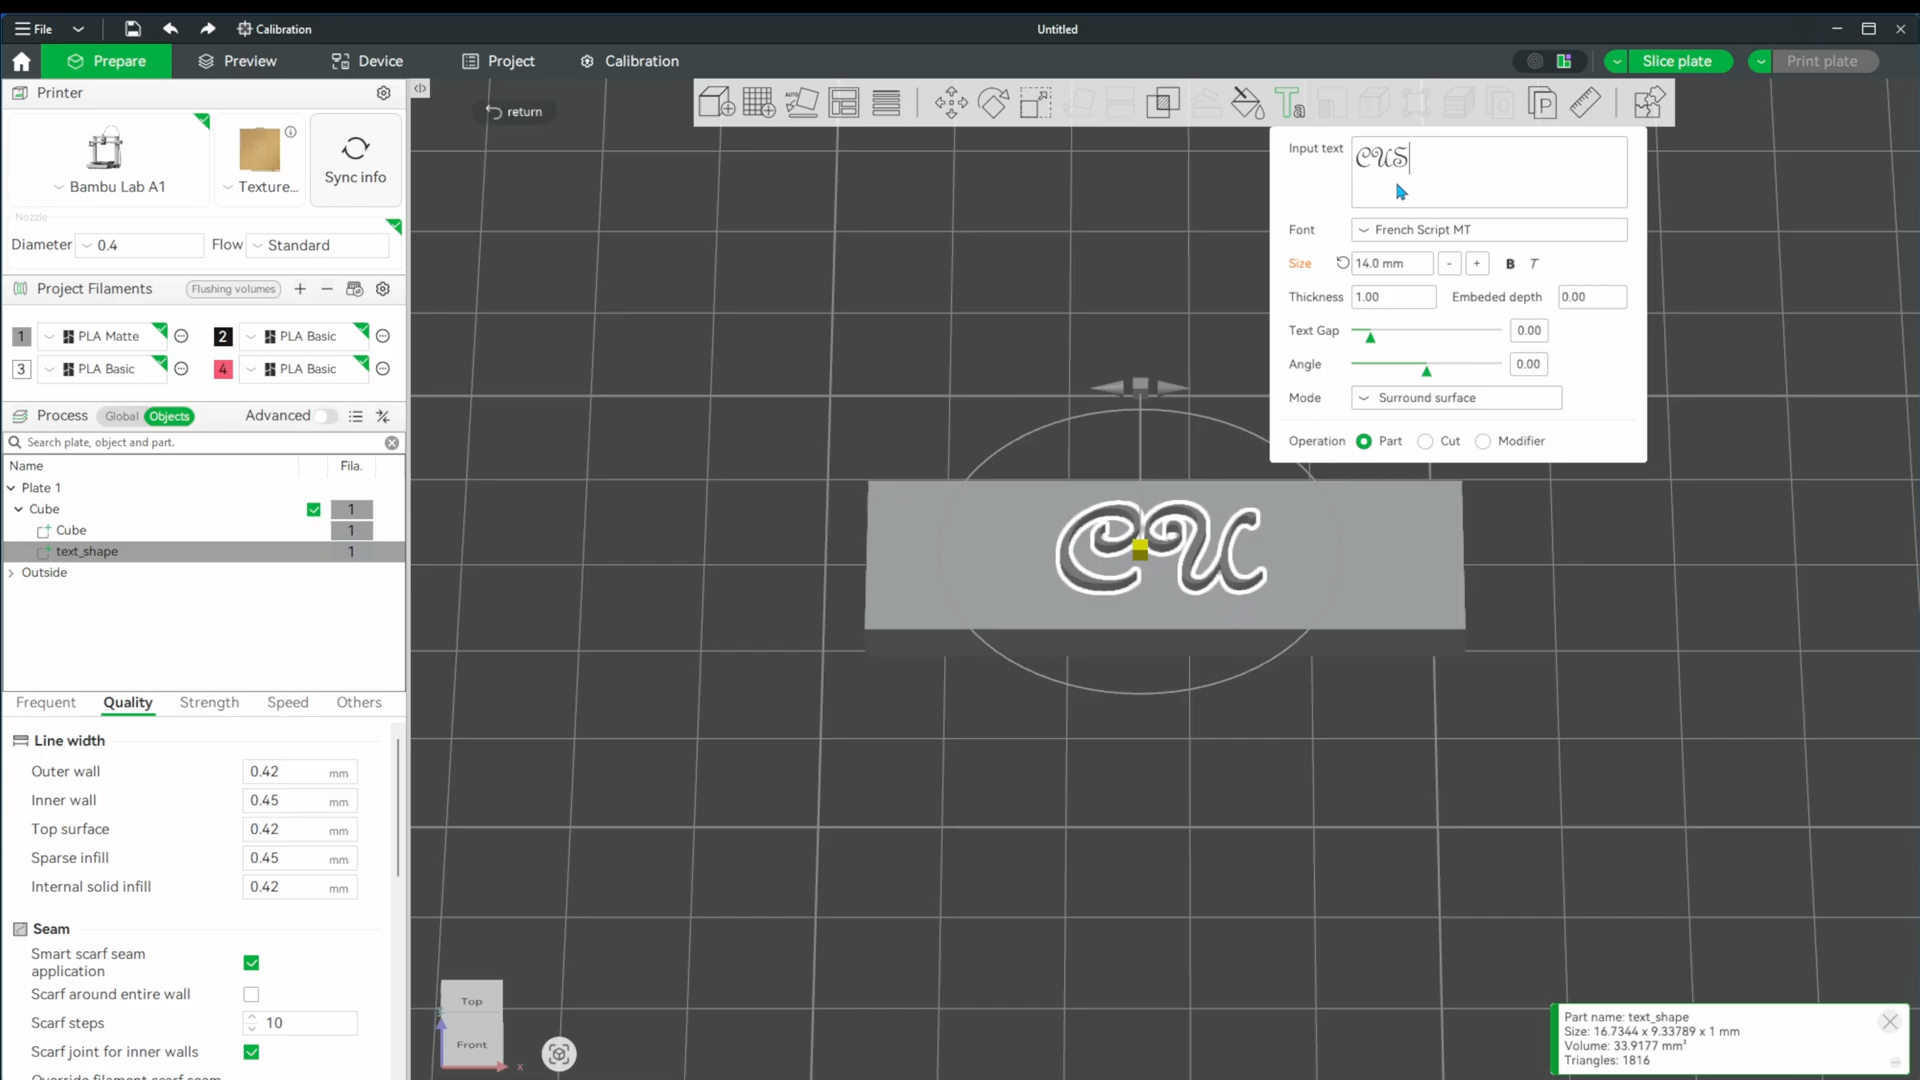 File
Calibration
Untitled
Prepare
Preview
Device
Project
Calibration
Slice plate
Print plate
Printer
return
Bambu Lab A1
Texture...
Sync info
Nozzle
Diameter 0.4 Flow Standard
Project Filaments Flushing volumes
1 PLA Matte 2 PLA Basic
3 PLA Basic 4 PLA Basic
Process Global Objects Advanced
Search plate, object and part.
Name Fila.
Plate 1
Cube 1
Cube 1
text_shape 1
Outside
Frequent Quality Strength Speed Others
Line width
Outer wall 0.42 mm
Inner wall 0.45 mm
Top surface 0.42 mm
Sparse infill 0.45 mm
Internal solid infill 0.42 mm
Seam
Smart scarf seam
application
Scarf around entire wall
Scarf steps 10
Scarf joint for inner walls
Override filament scarf seam
Input text CUS
Font French Script MT
Size 14.0 mm - + B T
Thickness 1.00 Embeded depth 0.00
Text Gap 0.00
Angle 0.00
Mode Surround surface
Operation Part Cut Modifier
CU
Top
Front
x
Part name: text_shape
Size: 16.7344 x 9.33789 x 1 mm
Volume: 33.9177 mm³
Triangles: 1816